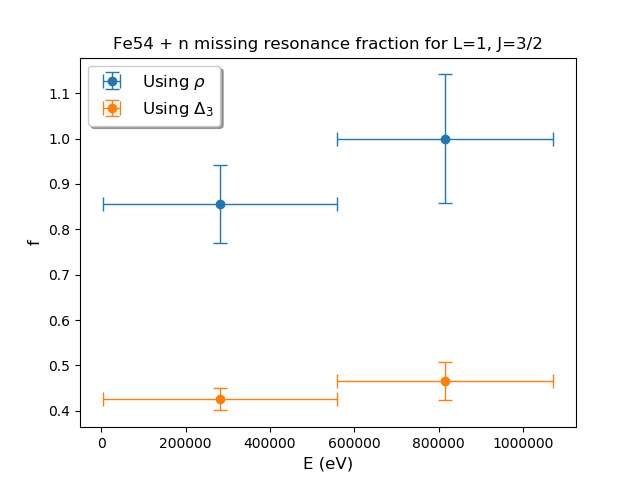 Fe54 + n missing resonance fraction for L=1, J=3/2
Using ρ
Using Δ₃
1.1
1.0
0.9
0.8
0.7
0.6
0.5
0.4
f
0 200000 400000 600000 800000 1000000
E (eV)